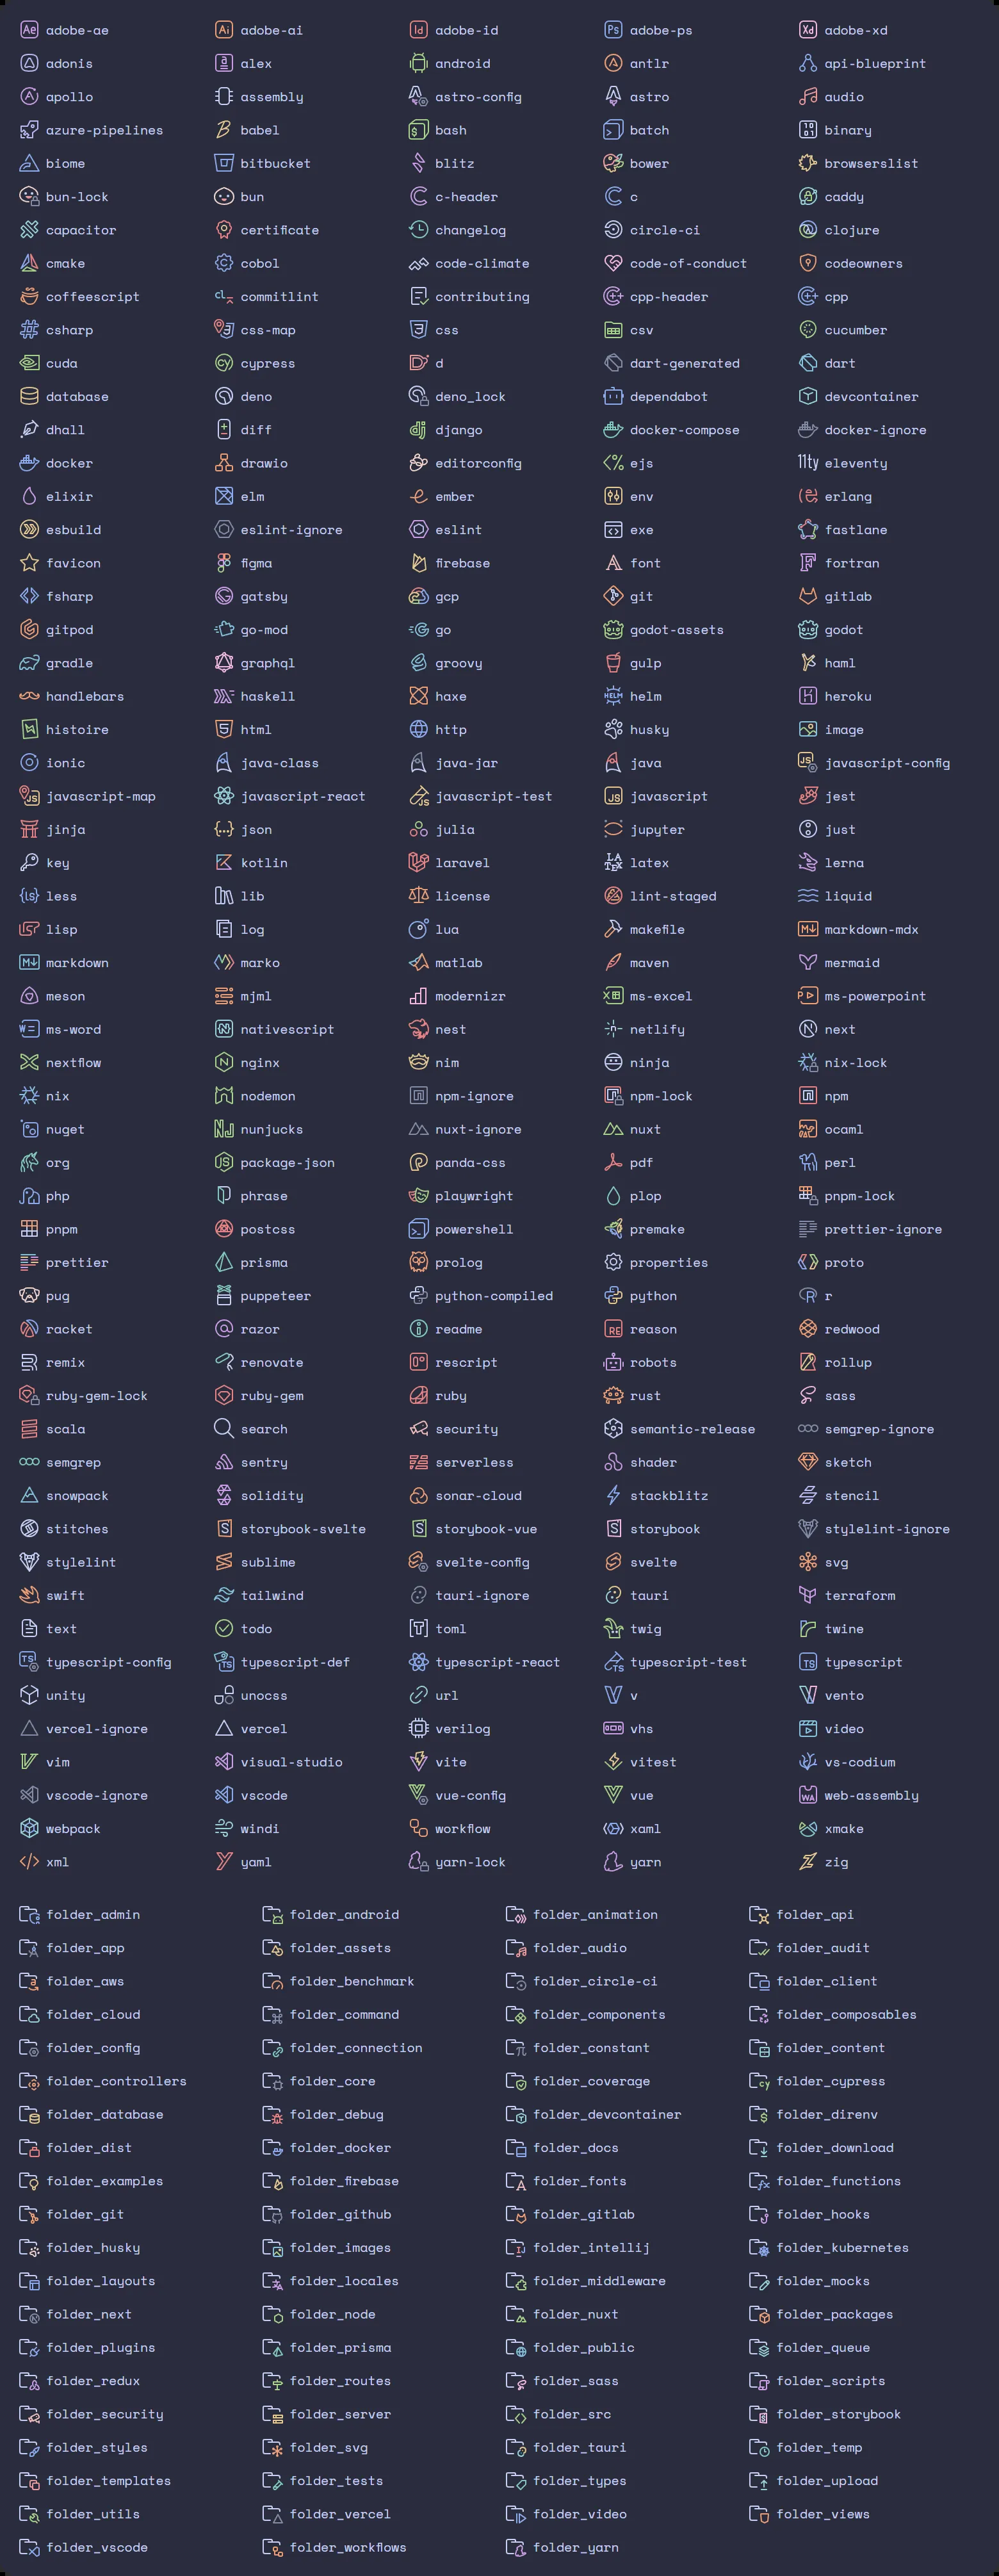 adobe-ae adobe-ai adobe-id adobe-ps adobe-xd
adonis alex android antlr api-blueprint
apollo assembly astro-config astro audio
azure-pipelines babel bash batch binary
biome bitbucket blitz bower browserslist
bun-lock bun c-header c caddy
capacitor certificate changelog circle-ci clojure
cmake cobol code-climate code-of-conduct codeowners
coffeescript commitlint contributing cpp-header cpp
csharp css-map css csv cucumber
cuda cypress d dart-generated dart
database deno deno_lock dependabot devcontainer
dhall diff django docker-compose docker-ignore
docker drawio editorconfig ejs eleventy
elixir elm ember env erlang
esbuild eslint-ignore eslint exe fastlane
favicon figma firebase font fortran
fsharp gatsby gcp git gitlab
gitpod go-mod go godot-assets godot
gradle graphql groovy gulp haml
handlebars haskell haxe helm heroku
histoire html http husky image
ionic java-class java-jar java javascript-config
javascript-map javascript-react javascript-test javascript jest
jinja json julia jupyter just
key kotlin laravel latex lerna
less lib license lint-staged liquid
lisp log lua makefile markdown-mdx
markdown marko matlab maven mermaid
meson mjml modernizr ms-excel ms-powerpoint
ms-word nativescript nest netlify next
nextflow nginx nim ninja nix-lock
nix nodemon npm-ignore npm-lock npm
nuget nunjucks nuxt-ignore nuxt ocaml
org package-json panda-css pdf perl
php phrase playwright plop pnpm-lock
pnpm postcss powershell premake prettier-ignore
prettier prisma prolog properties proto
pug puppeteer python-compiled python r
racket razor readme reason redwood
remix renovate rescript robots rollup
ruby-gem-lock ruby-gem ruby rust sass
scala search security semantic-release semgrep-ignore
semgrep sentry serverless shader sketch
snowpack solidity sonar-cloud stackblitz stencil
stitches storybook-svelte storybook-vue storybook stylelint-ignore
stylelint sublime svelte-config svelte svg
swift tailwind tauri-ignore tauri terraform
text todo toml twig twine
typescript-config typescript-def typescript-react typescript-test typescript
unity unocss url v vento
vercel-ignore vercel verilog vhs video
vim visual-studio vite vitest vs-codium
vscode-ignore vscode vue-config vue web-assembly
webpack windi workflow xaml xmake
xml yaml yarn-lock yarn zig
folder_admin folder_android folder_animation folder_api
folder_app folder_assets folder_audio folder_audit
folder_aws folder_benchmark folder_circle-ci folder_client
folder_cloud folder_command folder_components folder_composables
folder_config folder_connection folder_constant folder_content
folder_controllers folder_core folder_coverage folder_cypress
folder_database folder_debug folder_devcontainer folder_direnv
folder_dist folder_docker folder_docs folder_download
folder_examples folder_firebase folder_fonts folder_functions
folder_git folder_github folder_gitlab folder_hooks
folder_husky folder_images folder_intellij folder_kubernetes
folder_layouts folder_locales folder_middleware folder_mocks
folder_next folder_node folder_nuxt folder_packages
folder_plugins folder_prisma folder_public folder_queue
folder_redux folder_routes folder_sass folder_scripts
folder_security folder_server folder_src folder_storybook
folder_styles folder_svg folder_tauri folder_temp
folder_templates folder_tests folder_types folder_upload
folder_utils folder_vercel folder_video folder_views
folder_vscode folder_workflows folder_yarn